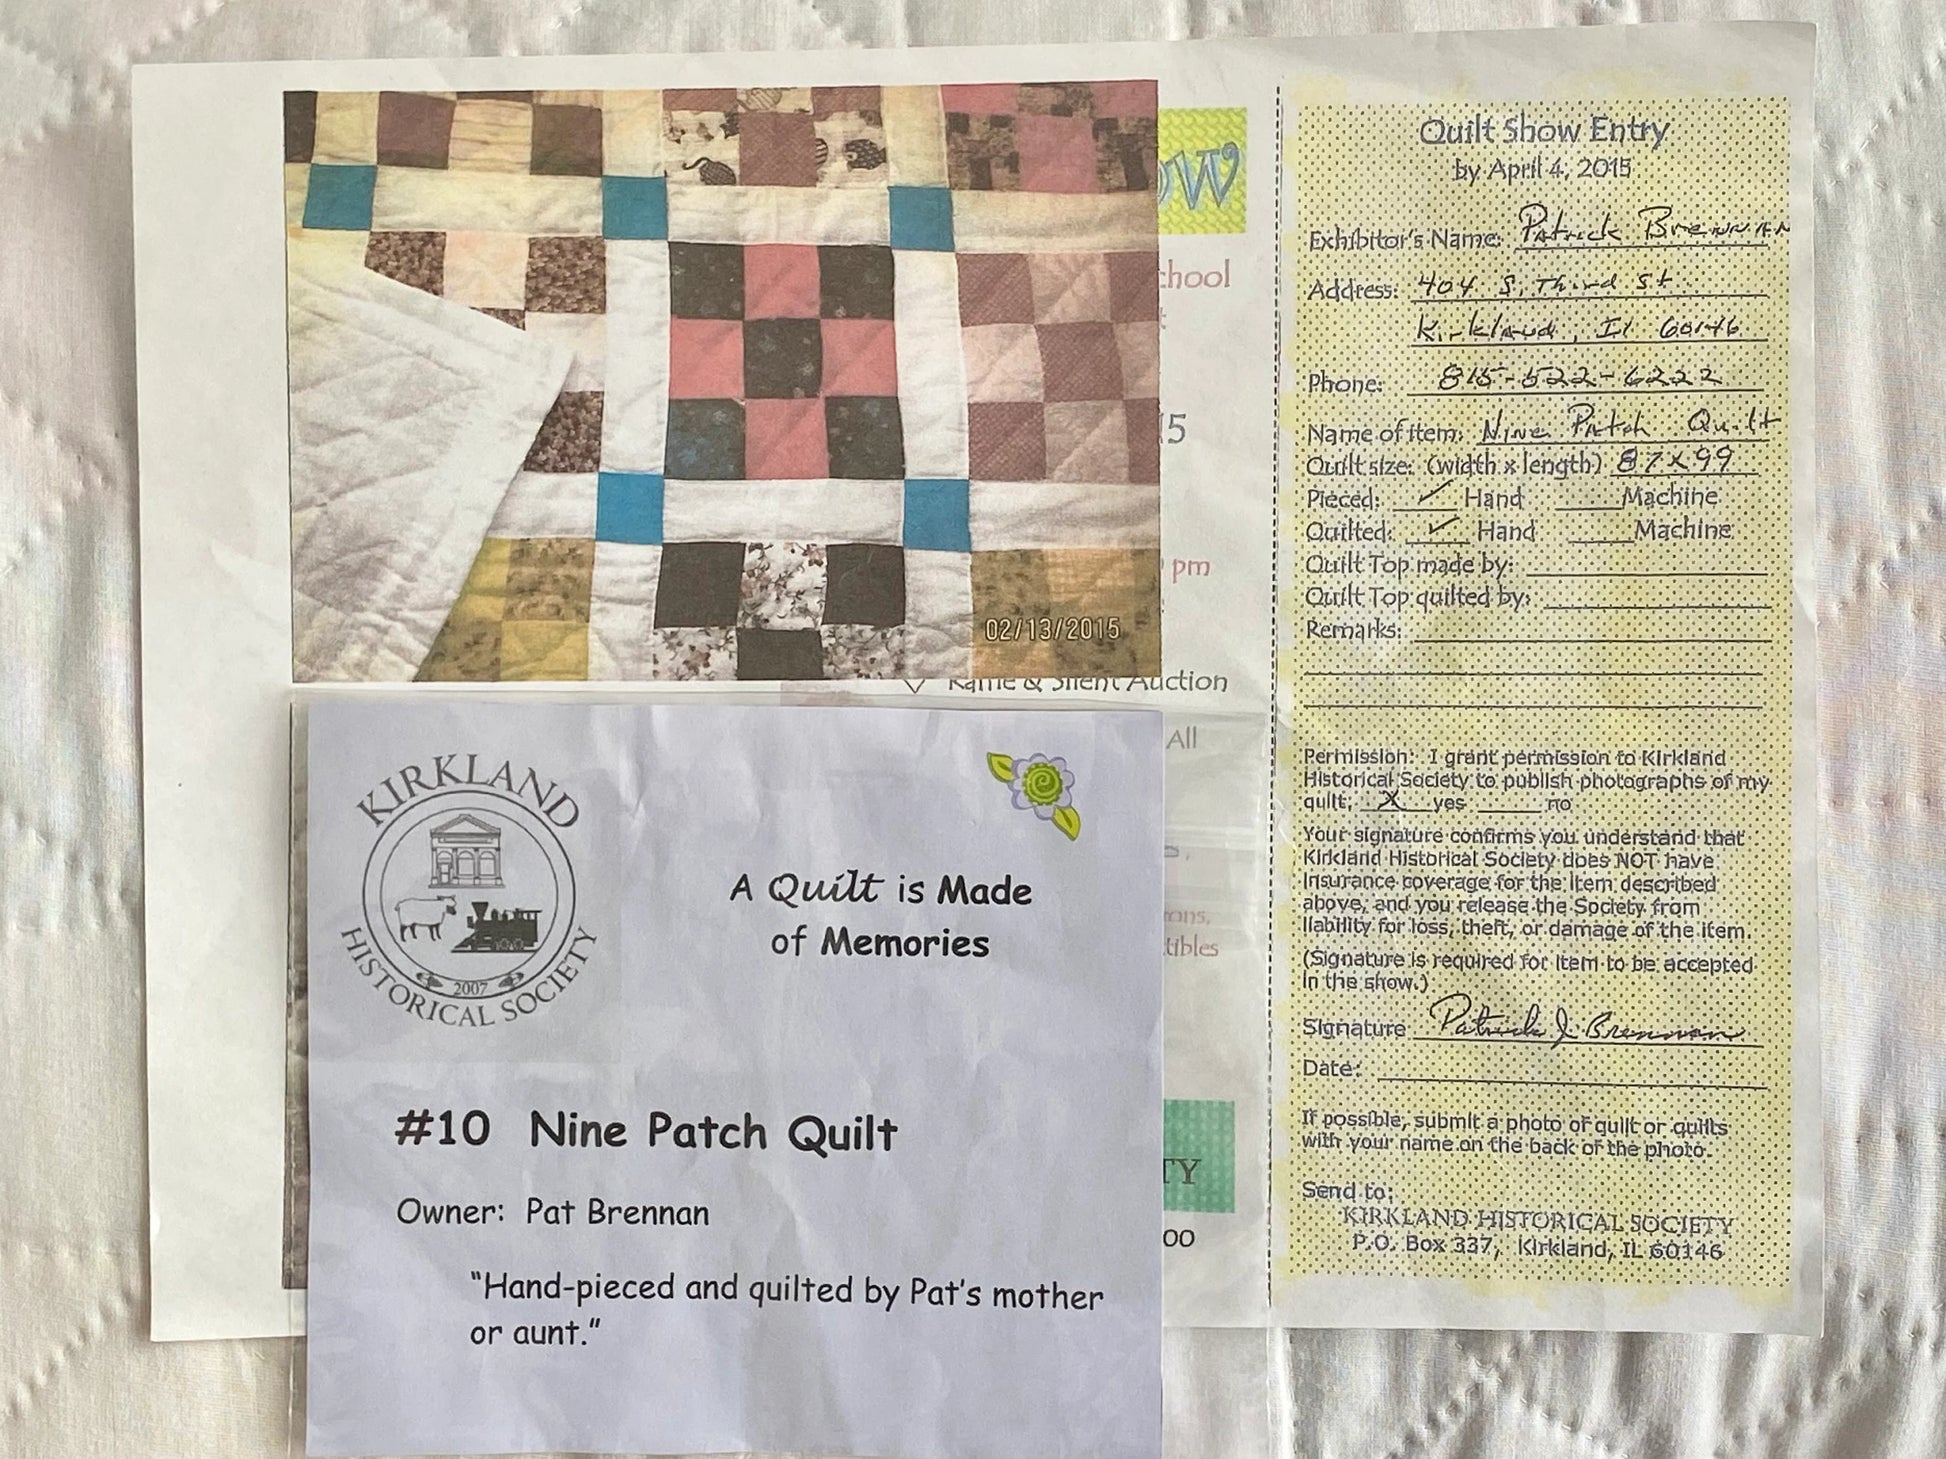 OW
chool
15
pm
Raffle & Silent Auction
All
ons,
tibles
TY
00
02/13/2015
KIRKLAND
HISTORICAL SOCIETY
2007
A Quilt is Made
of Memories
#10 Nine Patch Quilt
Owner: Pat Brennan
"Hand-pieced and quilted by Pat's mother
or aunt."
Quilt Show Entry
by April 4, 2015
Exhibitor's Name: Patrick Brennan
Address: 404 S. Third St
Kirkland, Il 60146
Phone: 815-522-6222
Name of item: Nine Patch Quilt
Quilt size: (width x length) 87x99
Pieced: ✓ Hand ____ Machine
Quilted: ✓ Hand ____ Machine
Quilt Top made by:
Quilt Top quilted by:
Remarks:
Permission: I grant permission to Kirkland
Historical Society to publish photographs of my
quilt; X yes ____ no
Your signature confirms you understand that
Kirkland Historical Society does NOT have
insurance coverage for the item described
above, and you release the Society from
liability for loss, theft, or damage of the item.
(Signature is required for item to be accepted
in the show.)
Signature Patrick J. Brennan
Date:
If possible, submit a photo of quilt or quilts
with your name on the back of the photo.
Send to:
KIRKLAND HISTORICAL SOCIETY
P.O. Box 337, Kirkland, IL 60146